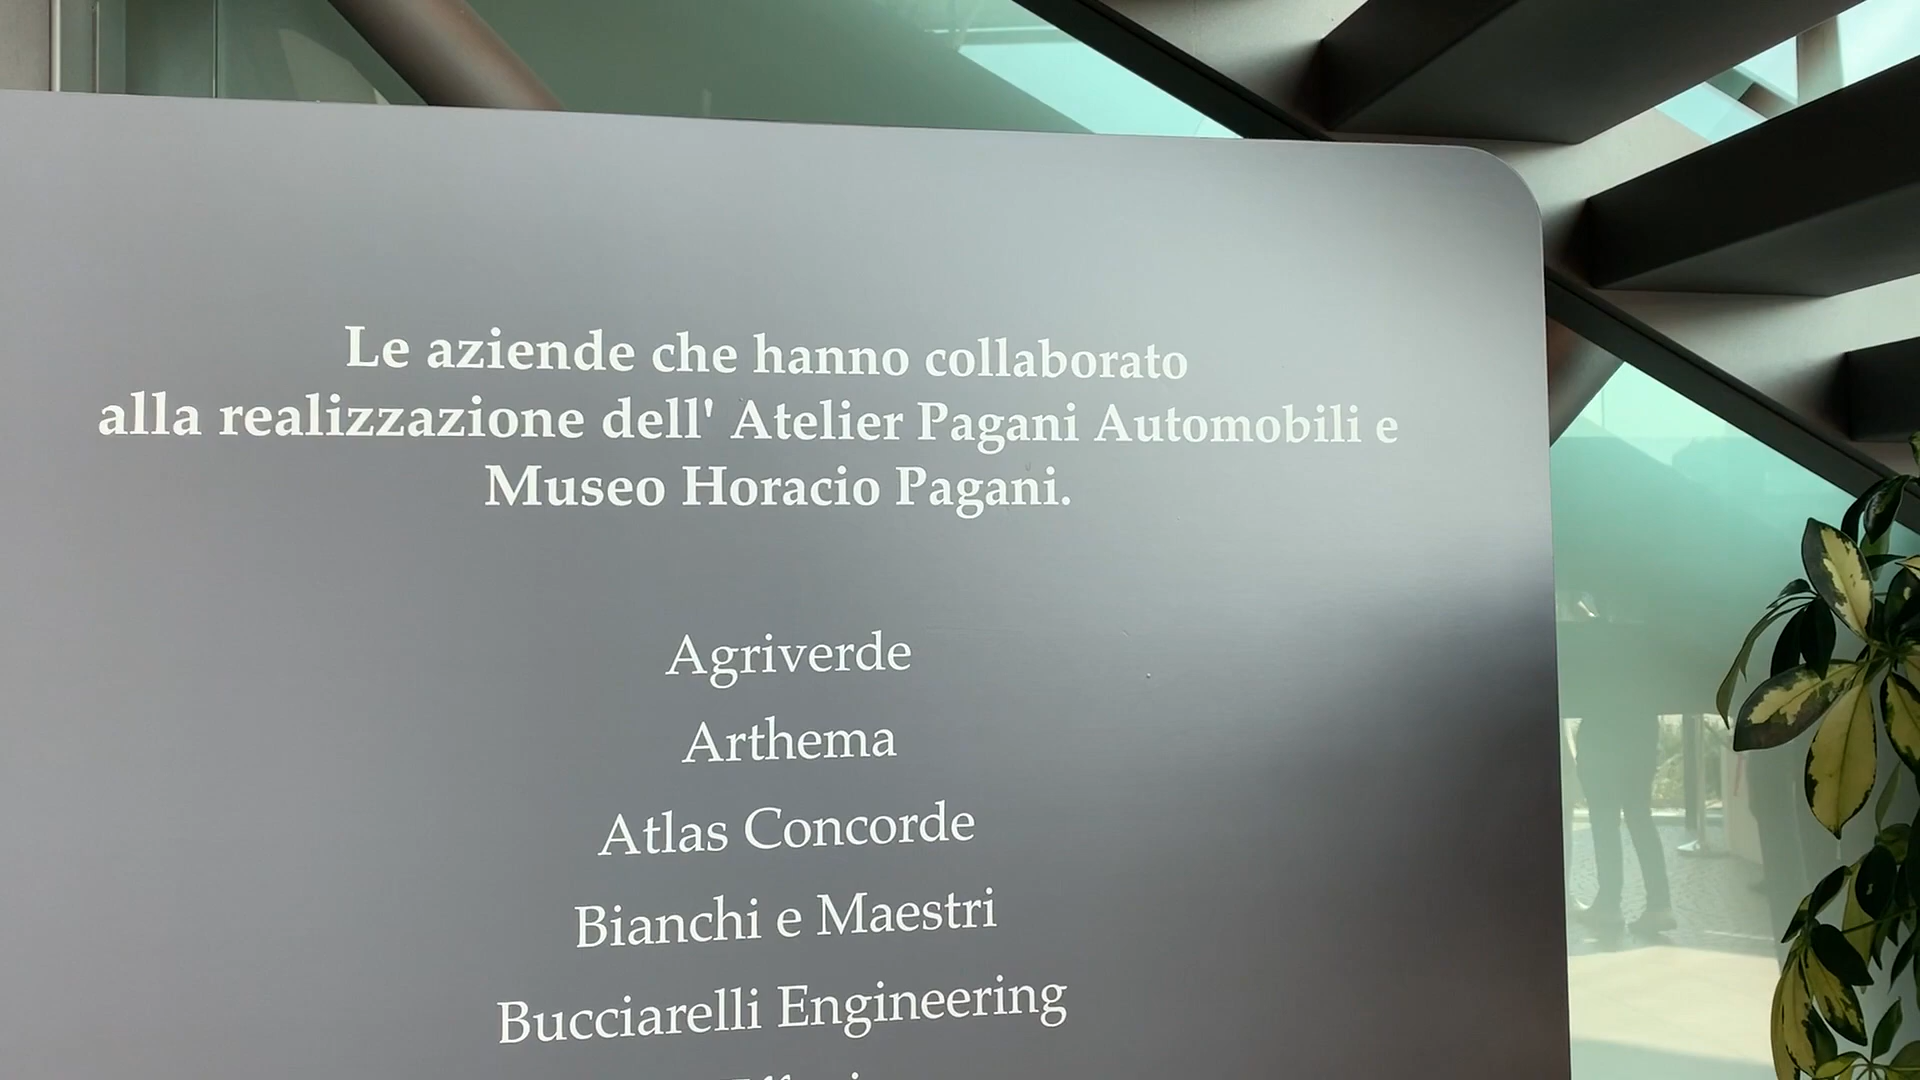 Le aziende che hanno collaborato
alla realizzazione dell' Atelier Pagani Automobili e
Museo Horacio Pagani.
Agriverde
Arthema
Atlas Concorde
Bianchi e Maestri
Bucciarelli Engineering